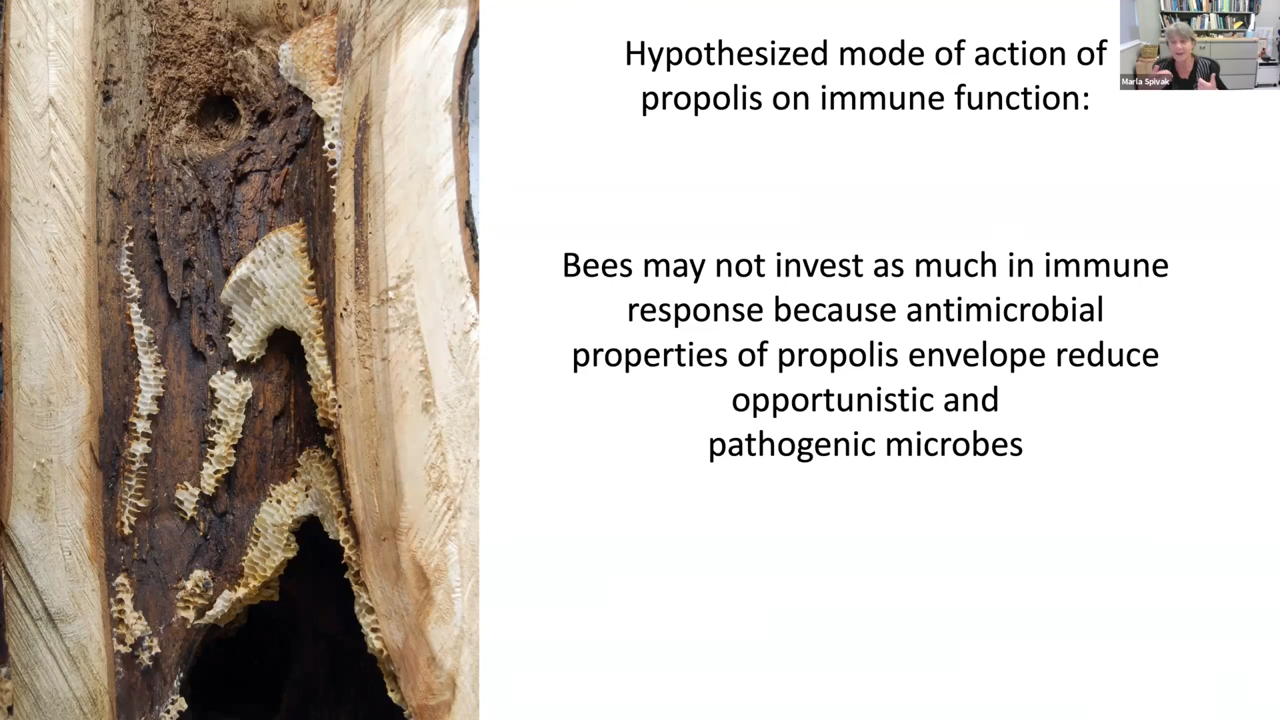 Hypothesized mode of action of
propolis on immune function:
Marla Spivak
Bees may not invest as much in immune
response because antimicrobial
properties of propolis envelope reduce
opportunistic and
pathogenic microbes